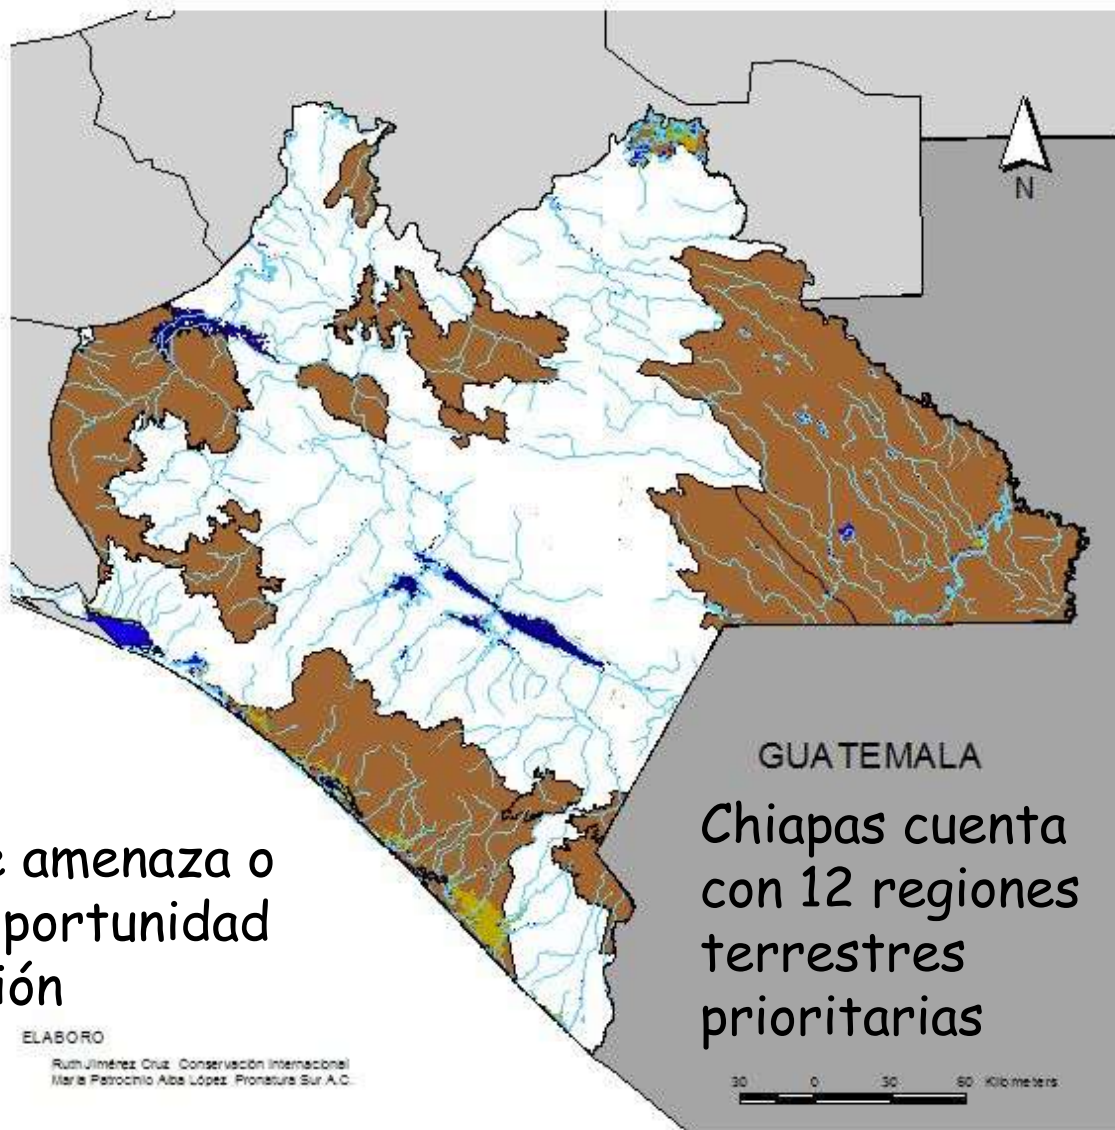 N
GUATEMALA
Chiapas cuenta
con 12 regiones
terrestres
prioritarias
e amenaza o
portunidad
ión
ELABORO
Ruth Jiménez Cruz Conservación Internacional
María Patrocinio Alba López Pronatura Sur A.C.
30 0 30 60 Kilometers